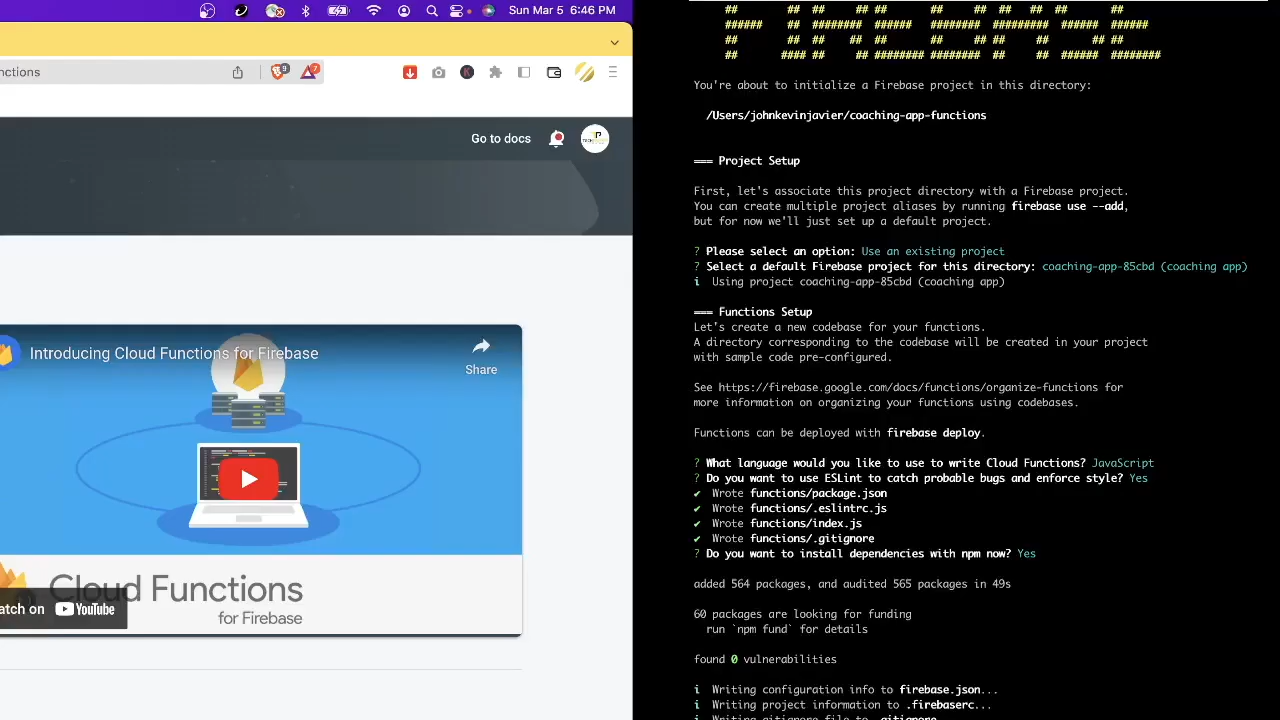 Sun Mar 5 6:46 PM
nctions
9
7
Go to docs
Introducing Cloud Functions for Firebase
Share
Cloud Functions
for Firebase
atch on YouTube
## ## ## ## ## ## ## ## ## ## ## ##
###### ## ######## ###### ######## ######### ###### ######
## ## ## ## ## ## ## ## ## ## ##
## #### ## ## ######## ######## ## ## ###### ########
You're about to initialize a Firebase project in this directory:
/Users/johnkevinjavier/coaching-app-functions
=== Project Setup
First, let's associate this project directory with a Firebase project.
You can create multiple project aliases by running firebase use --add,
but for now we'll just set up a default project.
? Please select an option: Use an existing project
? Select a default Firebase project for this directory: coaching-app-85cbd (coaching app)
i Using project coaching-app-85cbd (coaching app)
=== Functions Setup
Let's create a new codebase for your functions.
A directory corresponding to the codebase will be created in your project
with sample code pre-configured.
See https://firebase.google.com/docs/functions/organize-functions for
more information on organizing your functions using codebases.
Functions can be deployed with firebase deploy.
? What language would you like to use to write Cloud Functions? JavaScript
? Do you want to use ESLint to catch probable bugs and enforce style? Yes
✔ Wrote functions/package.json
✔ Wrote functions/.eslintrc.js
✔ Wrote functions/index.js
✔ Wrote functions/.gitignore
? Do you want to install dependencies with npm now? Yes
added 564 packages, and audited 565 packages in 49s
60 packages are looking for funding
run `npm fund` for details
found 0 vulnerabilities
i Writing configuration info to firebase.json...
i Writing project information to .firebaserc...
i Writing gitignore file to .gitignore...